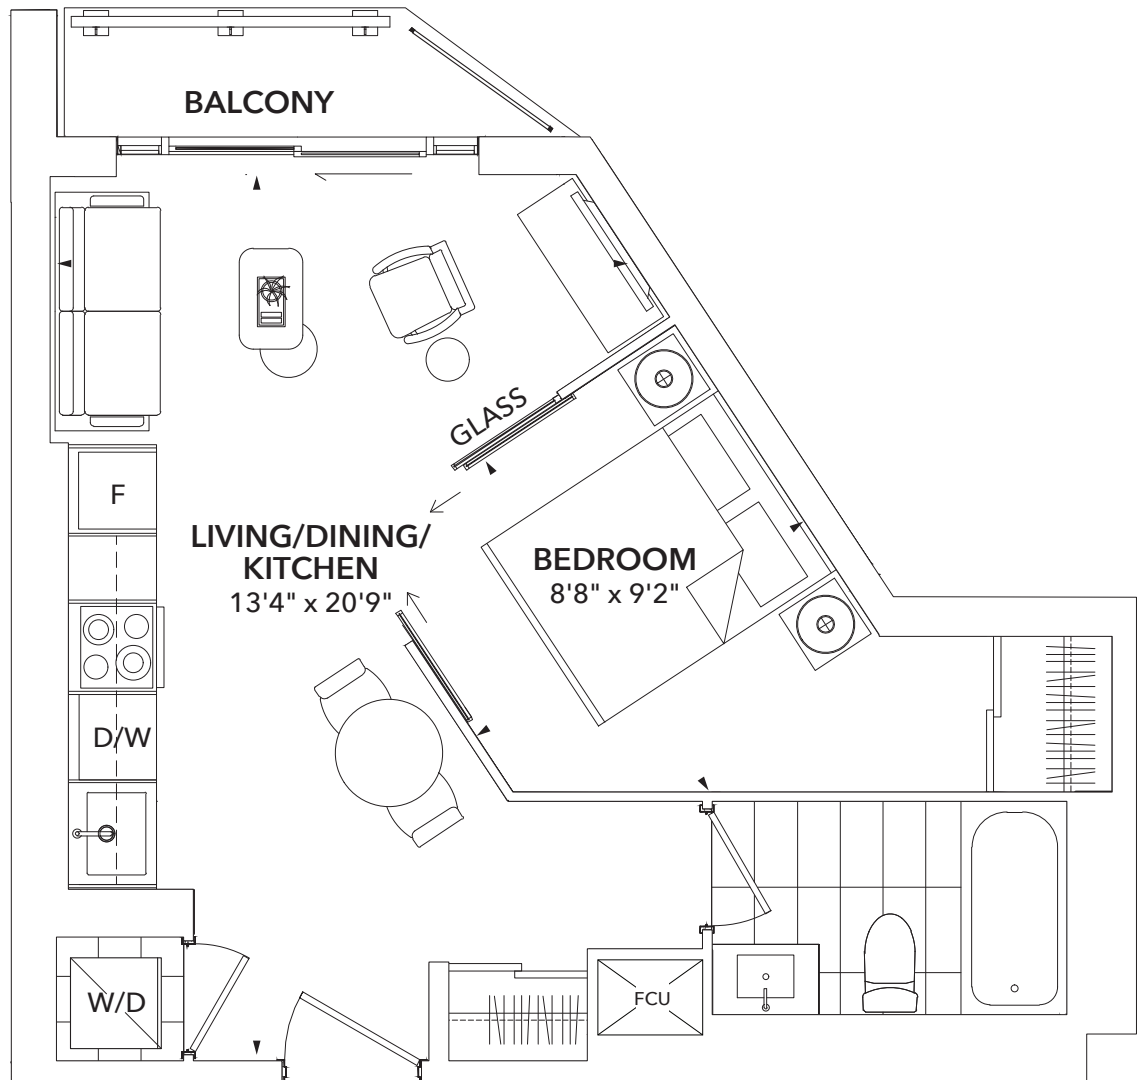 BALCONY
GLASS
F
LIVING/DINING/
KITCHEN
13'4" x 20'9"
BEDROOM
8'8" x 9'2"
D/W
W/D
FCU